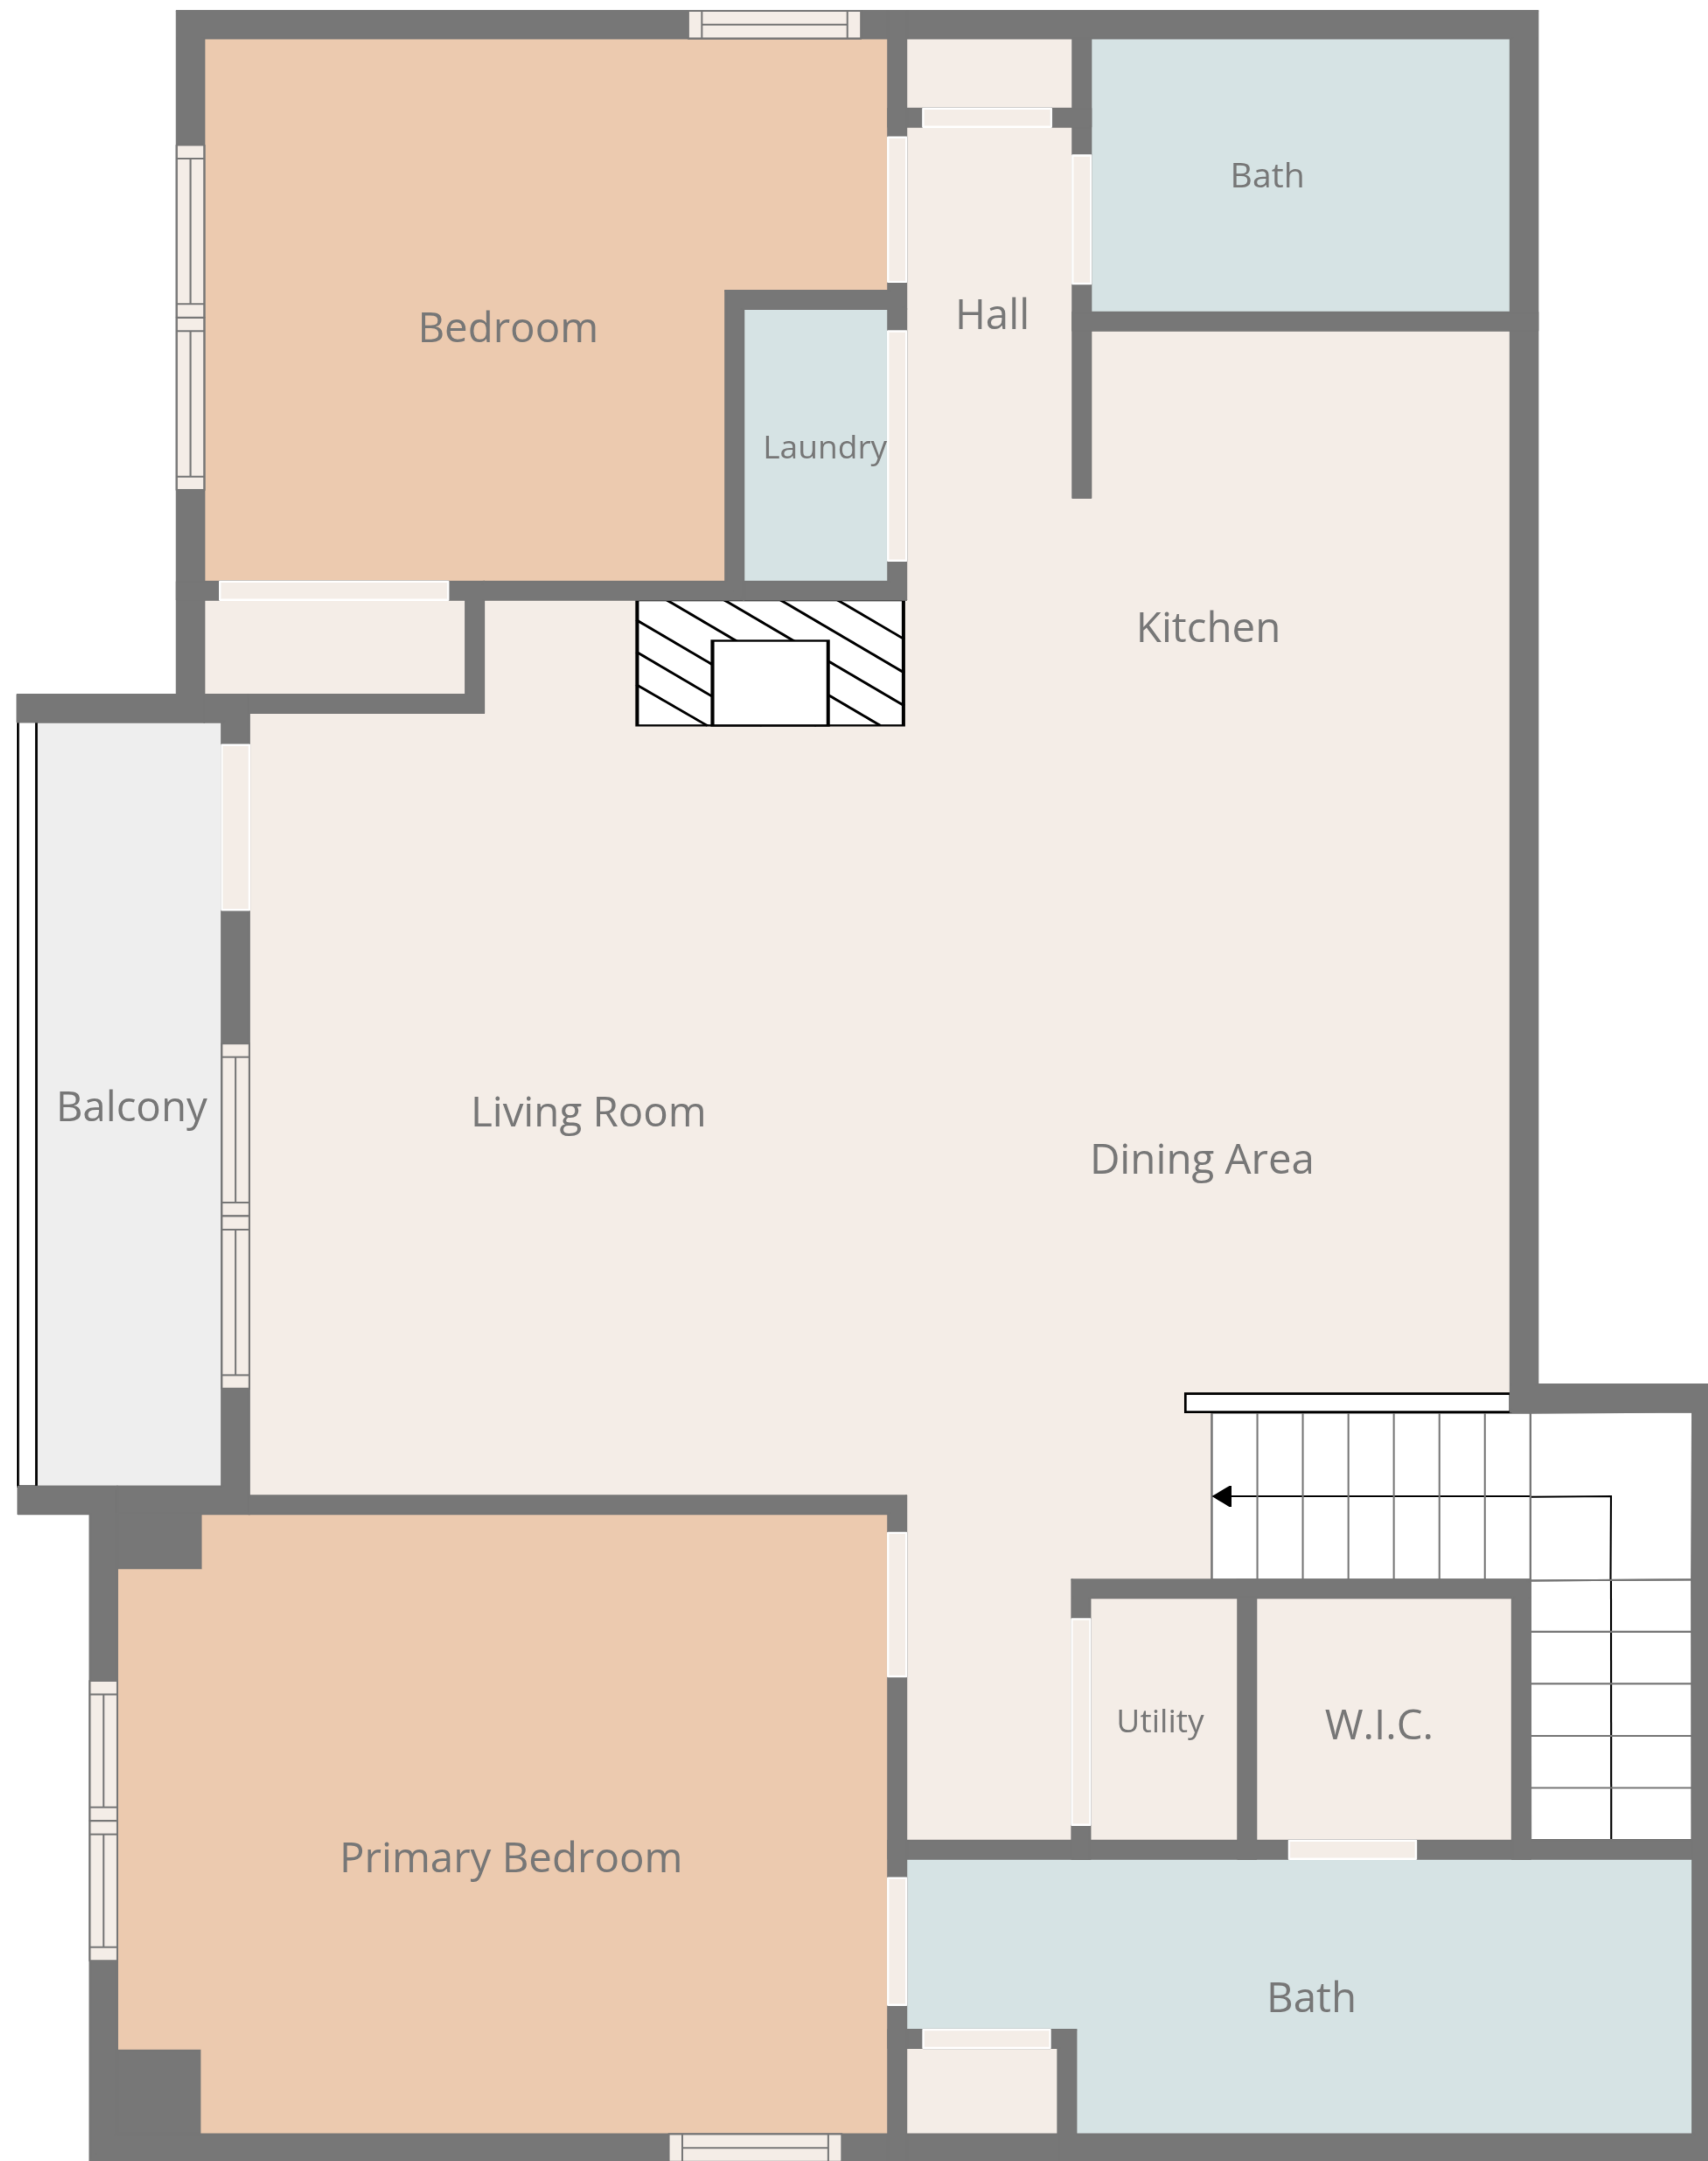 Bath
Hall
Bedroom
Laundry
Kitchen
Balcony
Living Room
Dining Area
Utility
W.I.C.
Primary Bedroom
Bath